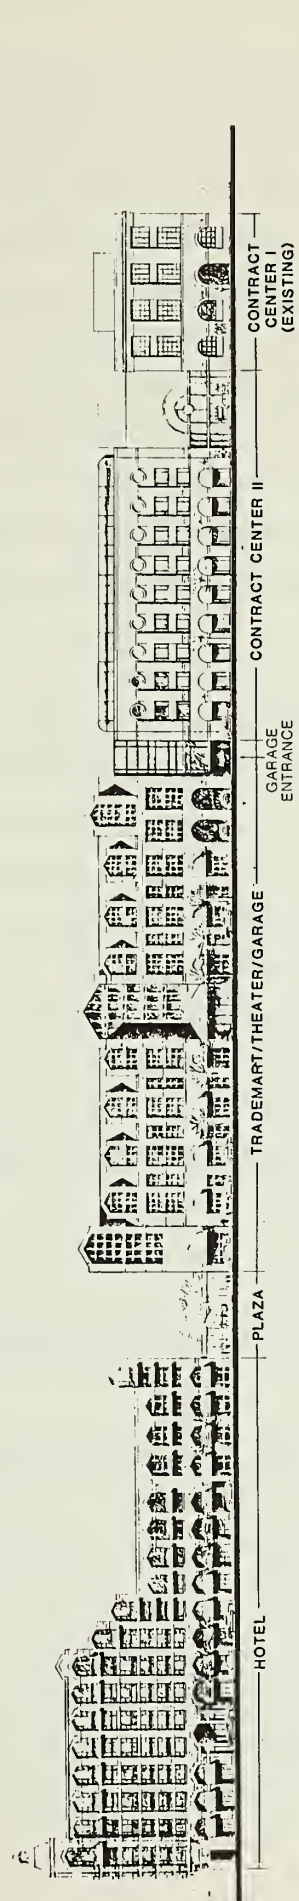 HOTEL
PLAZA
TRADEMART/THEATER/GARAGE
GARAGE
ENTRANCE
CONTRACT CENTER II
CONTRACT
CENTER I
(EXISTING)